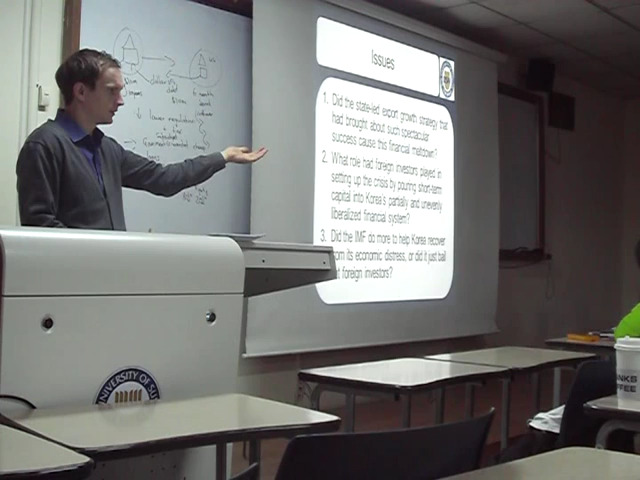 Issues
1. Did the state-led export growth strategy that
had brought about such spectacular
success cause this financial meltdown?
2. What role had foreign investors played in
setting up the crisis by pouring short-term
capital into Korea's partially and unevenly
liberalized financial system?
3. Did the IMF do more to help Korea recover
from its economic distress, or did it just bail
foreign investors?
UNIVERSITY OF SU
ANKS
FFEE